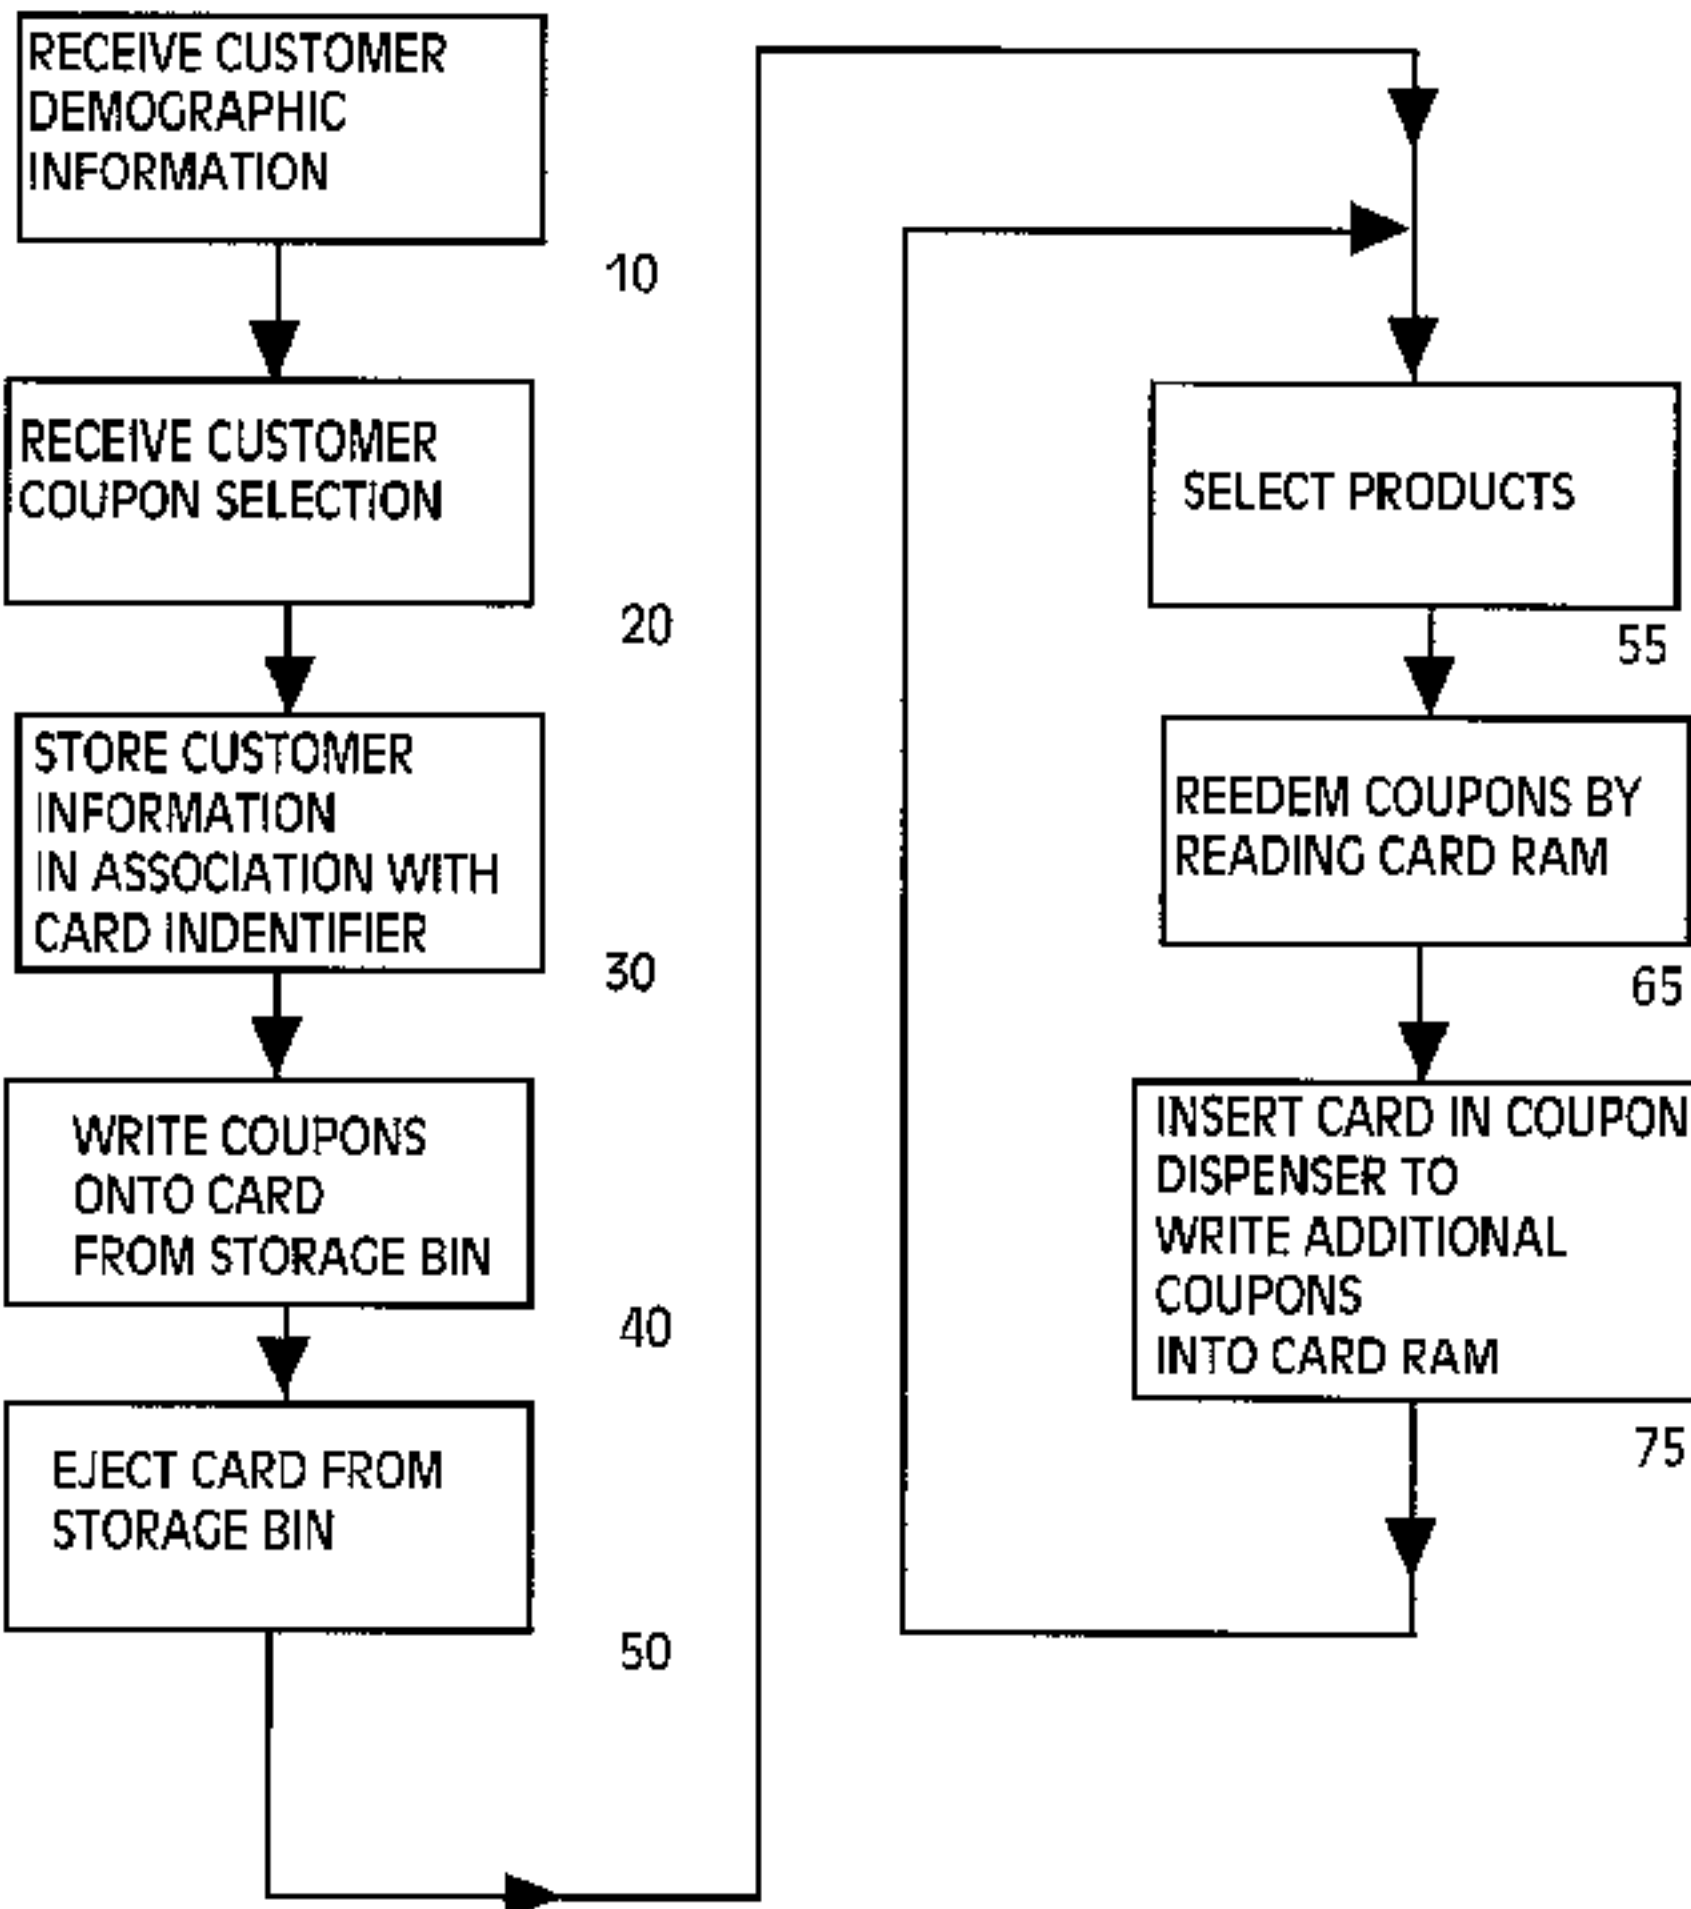 RECEIVE CUSTOMER
DEMOGRAPHIC
INFORMATION
10
RECEIVE CUSTOMER
COUPON SELECTION
20
STORE CUSTOMER
INFORMATION
IN ASSOCIATION WITH
CARD INDENTIFIER
30
WRITE COUPONS
ONTO CARD
FROM STORAGE BIN
40
EJECT CARD FROM
STORAGE BIN
50
SELECT PRODUCTS
55
REEDEM COUPONS BY
READING CARD RAM
65
INSERT CARD IN COUPON
DISPENSER TO
WRITE ADDITIONAL
COUPONS
INTO CARD RAM
75